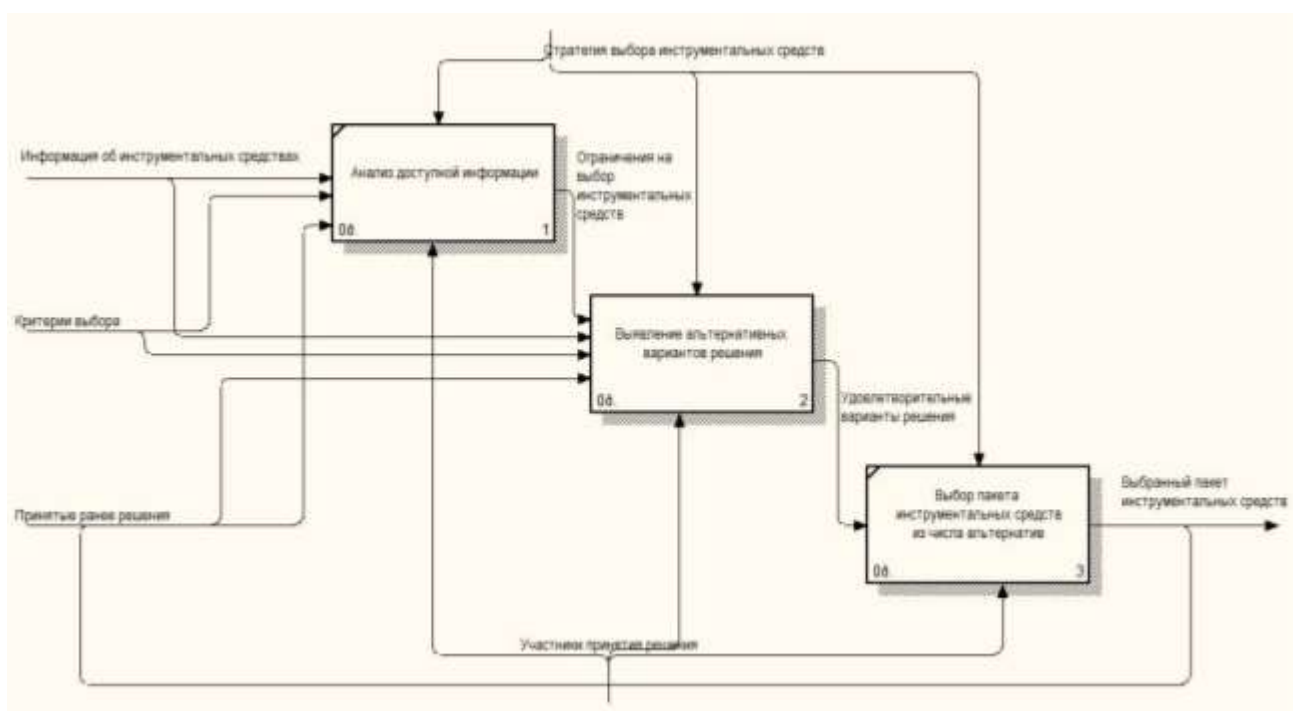 Стратегия выбора инструментальных средств
Информация об инструментальных средствах
Анализ доступной информации
0д.
1
Ограничения на
выбор
инструментальных
средств
Критерии выбора
Выявление альтернативных
вариантов решения
0д.
2
Удовлетворительные
варианты решения
Принятые ранее решения
Выбор пакета
инструментальных средств
из числа альтернатив
0д.
3
Выбранный пакет
инструментальных средств
Участники принятия решения